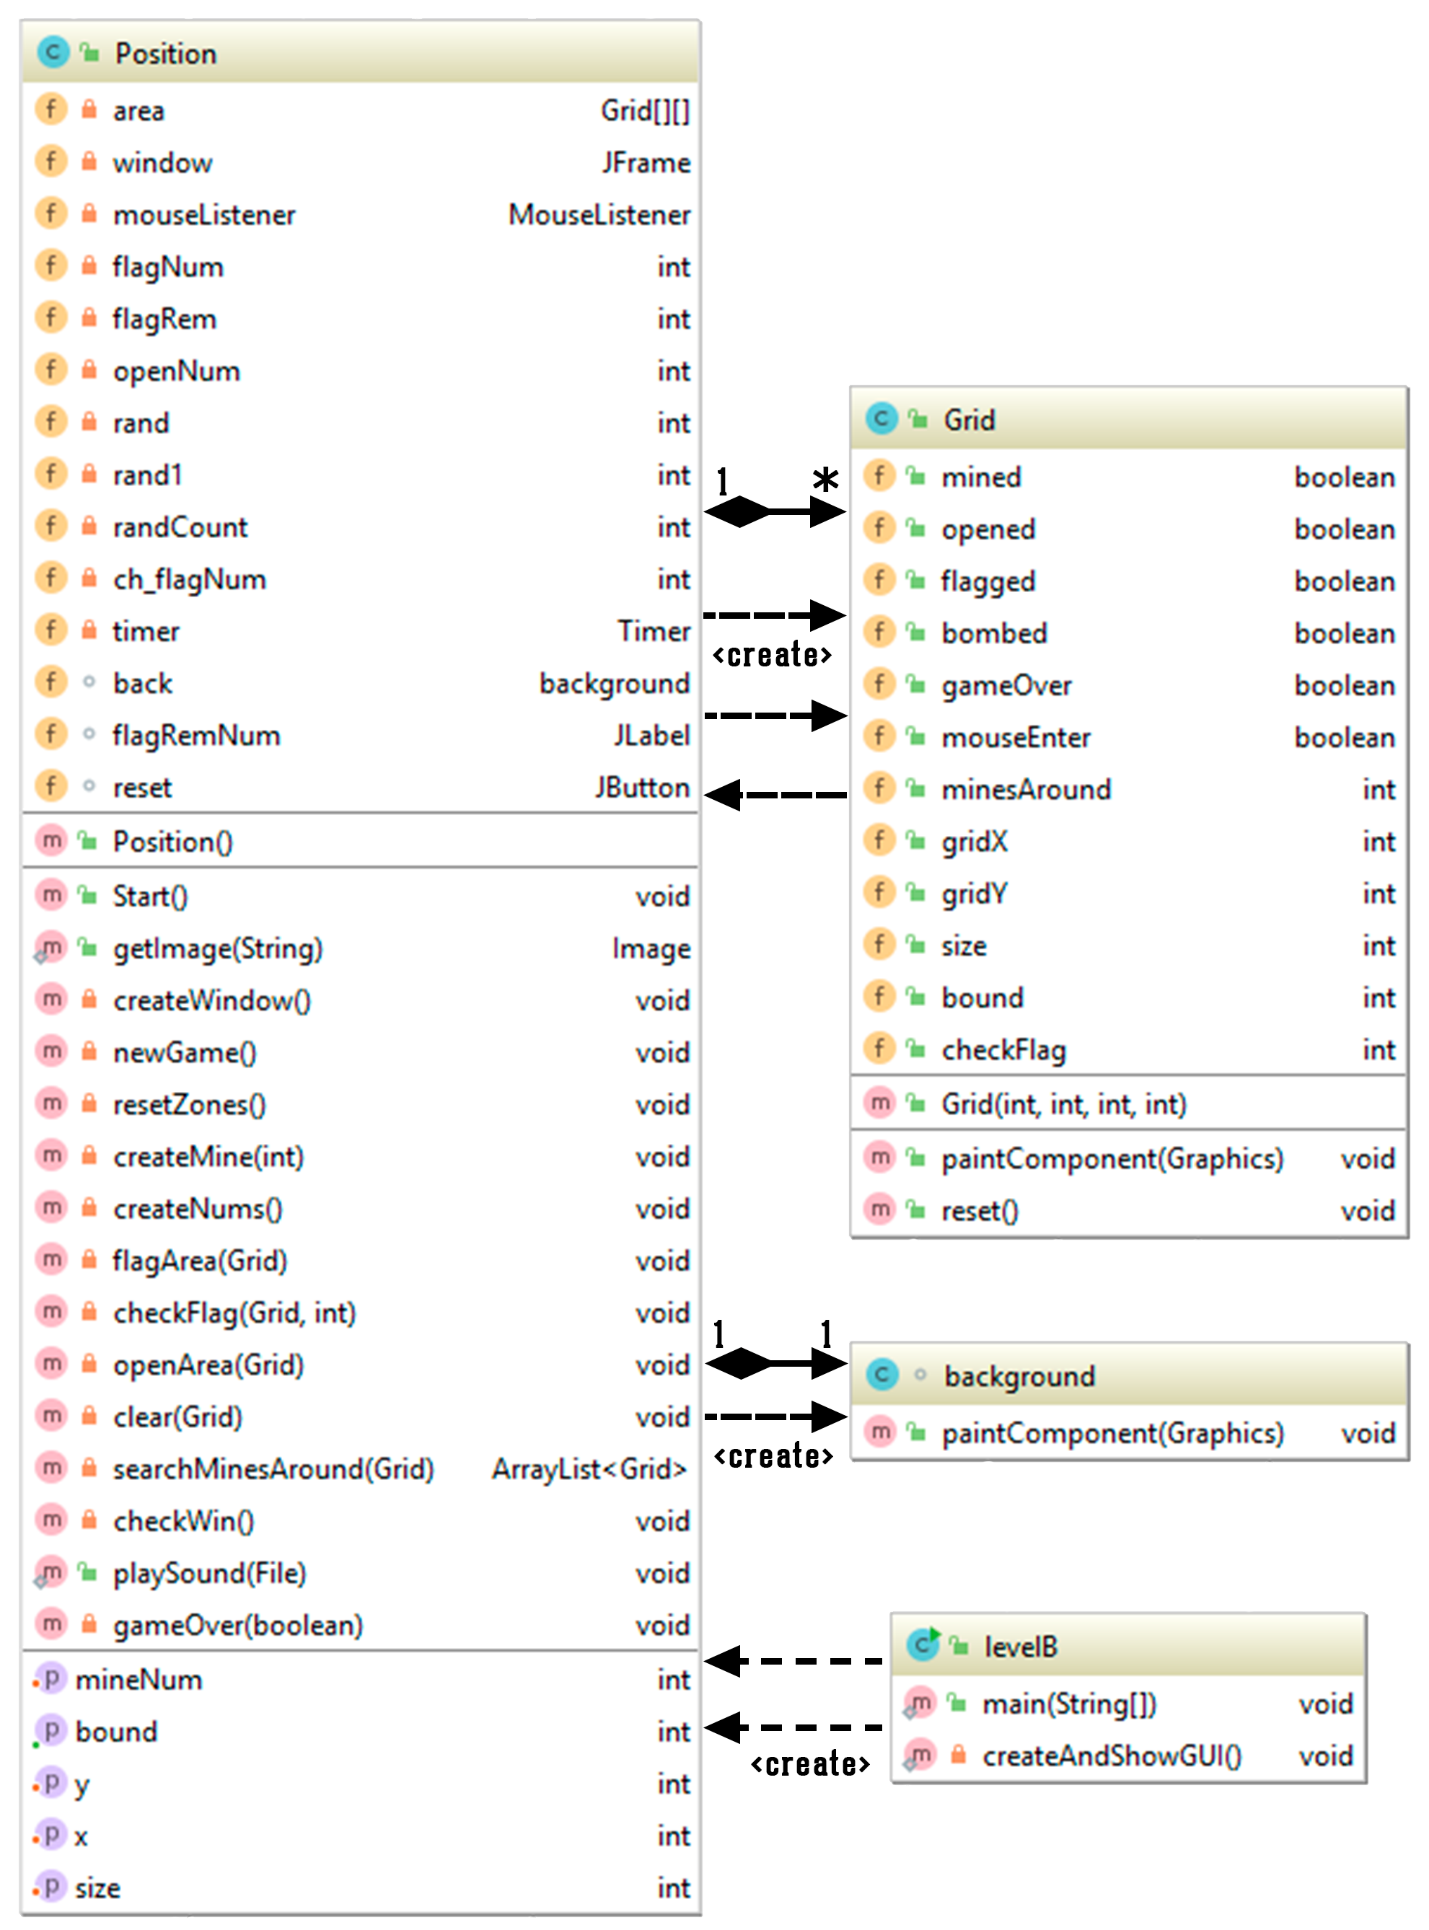 Position
area Grid[][]
window JFrame
mouseListener MouseListener
flagNum int
flagRem int
openNum int
rand int
rand1 int
randCount int
ch_flagNum int
timer Timer
back background
flagRemNum JLabel
reset JButton
Position()
Start() void
getImage(String) Image
createWindow() void
newGame() void
resetZones() void
createMine(int) void
createNums() void
flagArea(Grid) void
checkFlag(Grid, int) void
openArea(Grid) void
clear(Grid) void
searchMinesAround(Grid) ArrayList<Grid>
checkWin() void
playSound(File) void
gameOver(boolean) void
mineNum int
bound int
y int
x int
size int
1 *
<create>
Grid
mined boolean
opened boolean
flagged boolean
bombed boolean
gameOver boolean
mouseEnter boolean
minesAround int
gridX int
gridY int
size int
bound int
checkFlag int
Grid(int, int, int, int)
paintComponent(Graphics) void
reset() void
1 1
<create>
background
paintComponent(Graphics) void
<create>
levelB
main(String[]) void
createAndShowGUI() void